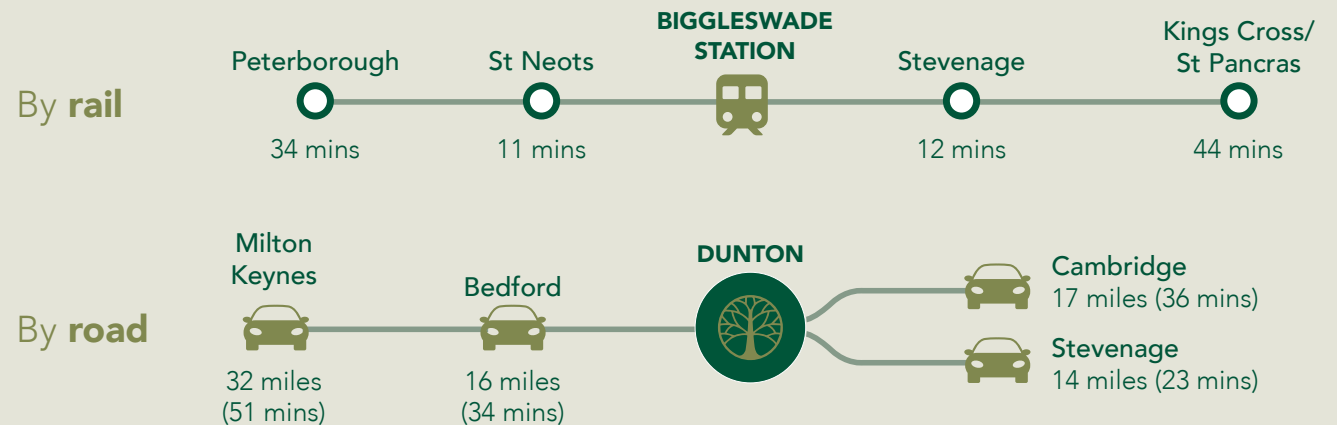 By rail
Peterborough
34 mins
St Neots
11 mins
BIGGLESWADE
STATION
Stevenage
12 mins
Kings Cross/
St Pancras
44 mins
By road
Milton
Keynes
32 miles
(51 mins)
Bedford
16 miles
(34 mins)
DUNTON
Cambridge
17 miles (36 mins)
Stevenage
14 miles (23 mins)